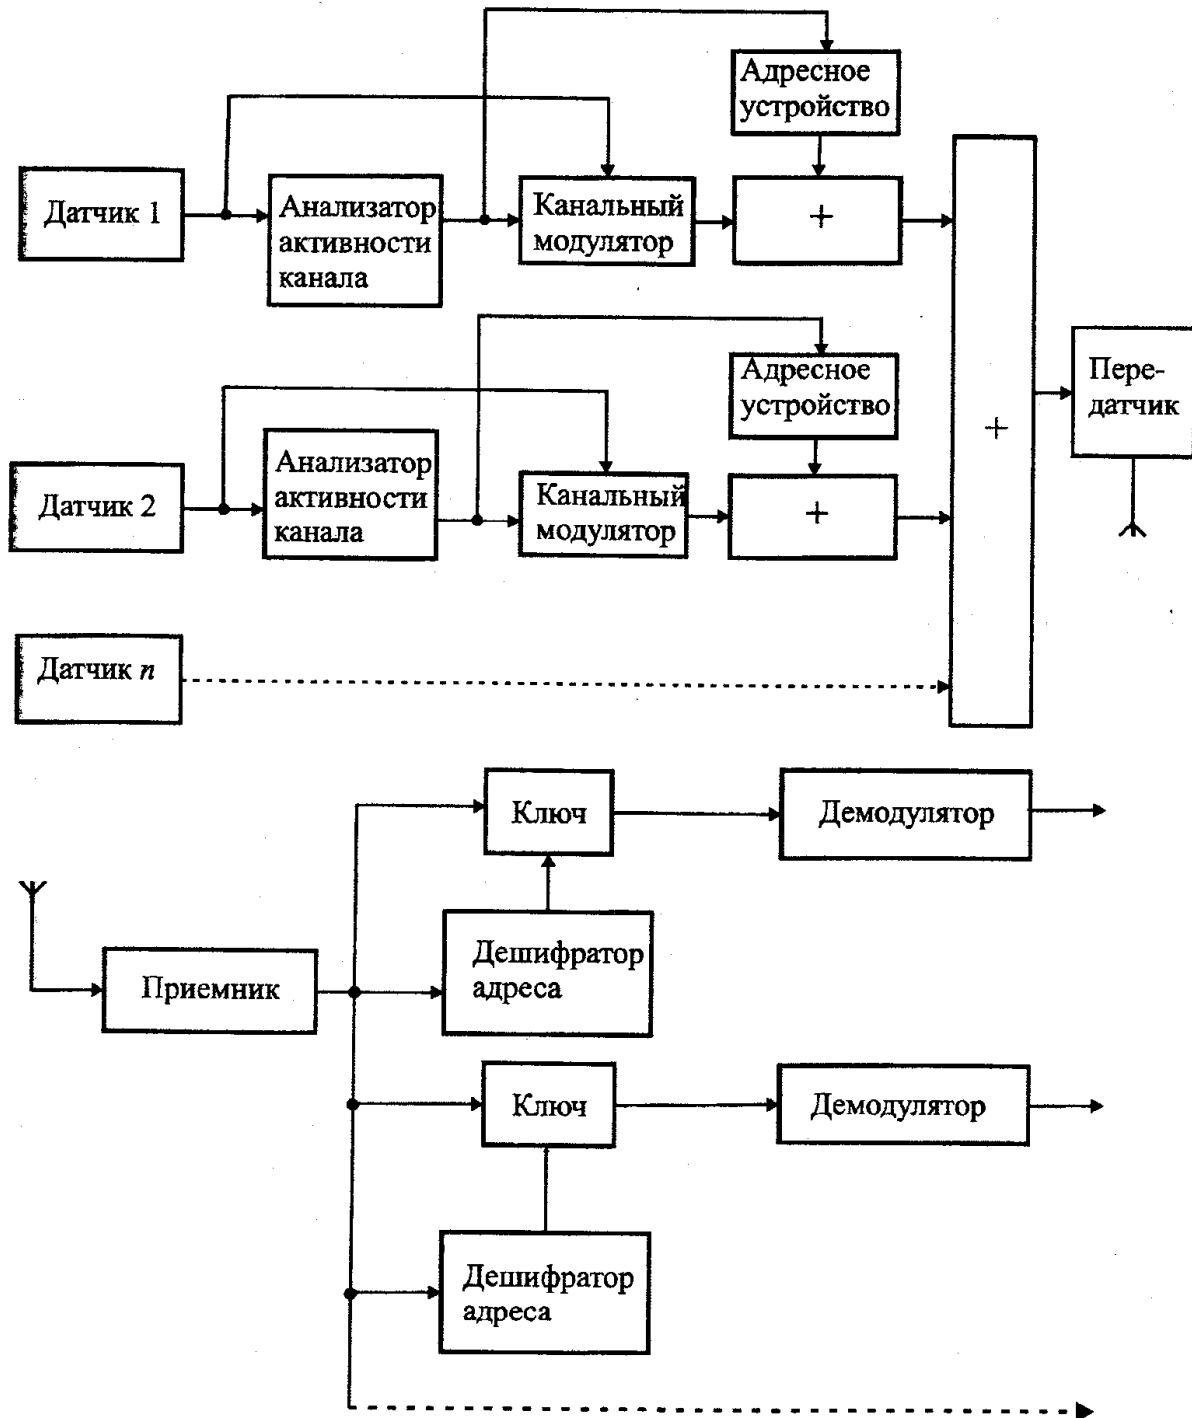 Адресное
устройство
Датчик 1
Анализатор
активности
канала
Канальный
модулятор
+
Адресное
устройство
Пере-
датчик
+
Датчик 2
Анализатор
активности
канала
Канальный
модулятор
+
Датчик n
Ключ
Демодулятор
Приемник
Дешифратор
адреса
Ключ
Демодулятор
Дешифратор
адреса